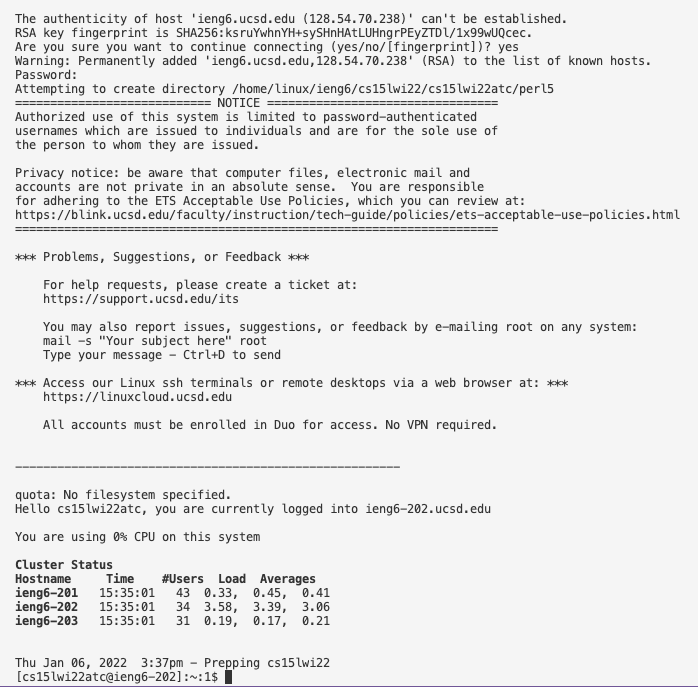 The authenticity of host 'ieng6.ucsd.edu (128.54.70.238)' can't be established.
RSA key fingerprint is SHA256:ksruYwhnYH+sySHnHAtLUHngrPEyZTDl/1x99wUQcec.
Are you sure you want to continue connecting (yes/no/[fingerprint])? yes
Warning: Permanently added 'ieng6.ucsd.edu,128.54.70.238' (RSA) to the list of known hosts.
Password:
Attempting to create directory /home/linux/ieng6/cs15lwi22/cs15lwi22atc/perl5
============================ NOTICE =================================
Authorized use of this system is limited to password-authenticated
usernames which are issued to individuals and are for the sole use of
the person to whom they are issued.

Privacy notice: be aware that computer files, electronic mail and
accounts are not private in an absolute sense.  You are responsible
for adhering to the ETS Acceptable Use Policies, which you can review at:
https://blink.ucsd.edu/faculty/instruction/tech-guide/policies/ets-acceptable-use-policies.html
=====================================================================

*** Problems, Suggestions, or Feedback ***

    For help requests, please create a ticket at:
    https://support.ucsd.edu/its

    You may also report issues, suggestions, or feedback by e-mailing root on any system:
    mail -s "Your subject here" root
    Type your message - Ctrl+D to send

*** Access our Linux ssh terminals or remote desktops via a web browser at: ***
    https://linuxcloud.ucsd.edu

    All accounts must be enrolled in Duo for access. No VPN required.


-------------------------------------------------------

quota: No filesystem specified.
Hello cs15lwi22atc, you are currently logged into ieng6-202.ucsd.edu

You are using 0% CPU on this system

Cluster Status
Hostname     Time    #Users  Load  Averages
ieng6-201   15:35:01   43  0.33,  0.45,  0.41
ieng6-202   15:35:01   34  3.58,  3.39,  3.06
ieng6-203   15:35:01   31  0.19,  0.17,  0.21


Thu Jan 06, 2022  3:37pm - Prepping cs15lwi22
[cs15lwi22atc@ieng6-202]:~:1$